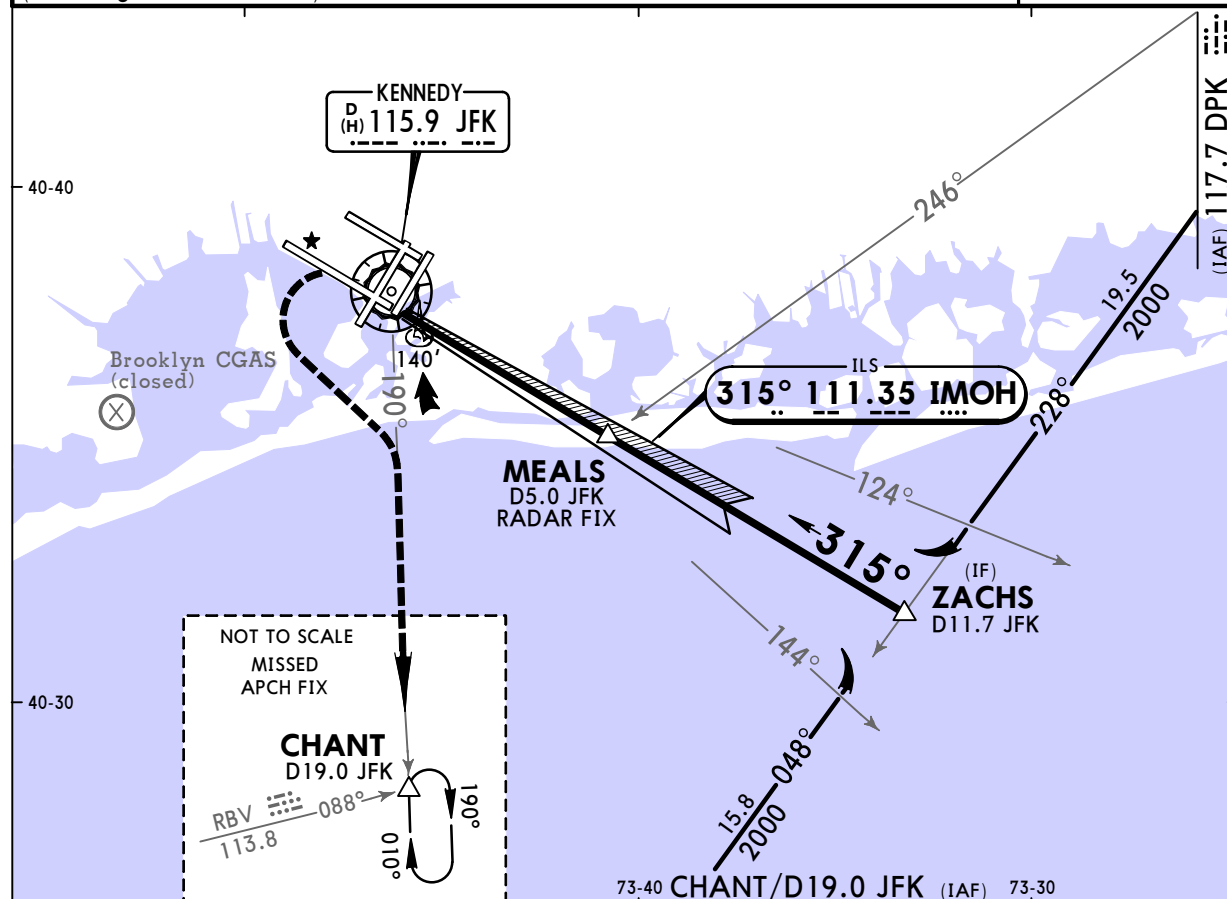 KENNEDY
D
(H) 115.9 JFK
40-40
246°
117.7 DPK
(IAF)
19.5
2000
228°
Brooklyn CGAS
(closed)
X
140'
190°
ILS
315° 111.35 IMOH
MEALS
D5.0 JFK
RADAR FIX
124°
315°
(IF)
ZACHS
D11.7 JFK
144°
NOT TO SCALE
MISSED
APCH FIX
40-30
CHANT
D19.0 JFK
RBV 088°
113.8
190°
010°
048°
15.8
2000
73-40 CHANT/D19.0 JFK (IAF) 73-30